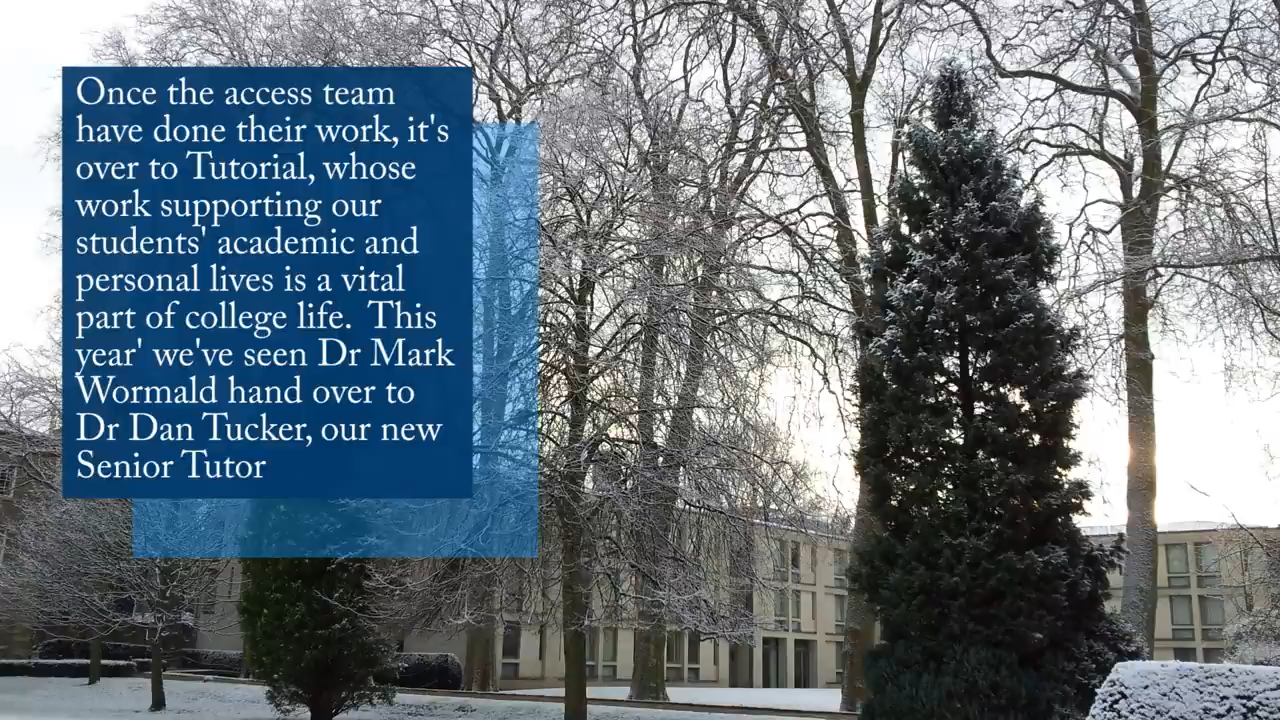 Once the access team
have done their work, it's
over to Tutorial, whose
work supporting our
students' academic and
personal lives is a vital
part of college life.  This
year' we've seen Dr Mark
Wormald hand over to
Dr Dan Tucker, our new
Senior Tutor